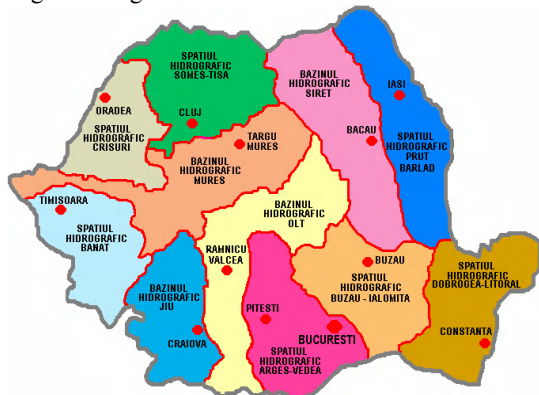 SPATIUL
HIDROGRAFIC
SOMES-TISA
CLUJ
ORADEA
SPATIUL
HIDROGRAFIC
CRISURI
BAZINUL
HIDROGRAFIC
SIRET
BACAU
IASI
SPATIUL
HIDROGRAFIC
PRUT
BARLAD
TARGU
MURES
BAZINUL
HIDROGRAFIC
MURES
TIMISOARA
SPATIUL
HIDROGRAFIC
BANAT
BAZINUL
HIDROGRAFIC
OLT
RAMNICU
VALCEA
BAZINUL
HIDROGRAFIC
JIU
CRAIOVA
PITESTI
BUCURESTI
SPATIUL
HIDROGRAFIC
ARGES-VEDEA
BUZAU
SPATIUL
HIDROGRAFIC
BUZAU - IALOMITA
SPATIUL
HIDROGRAFIC
DOBROGEA-LITORAL
CONSTANTA